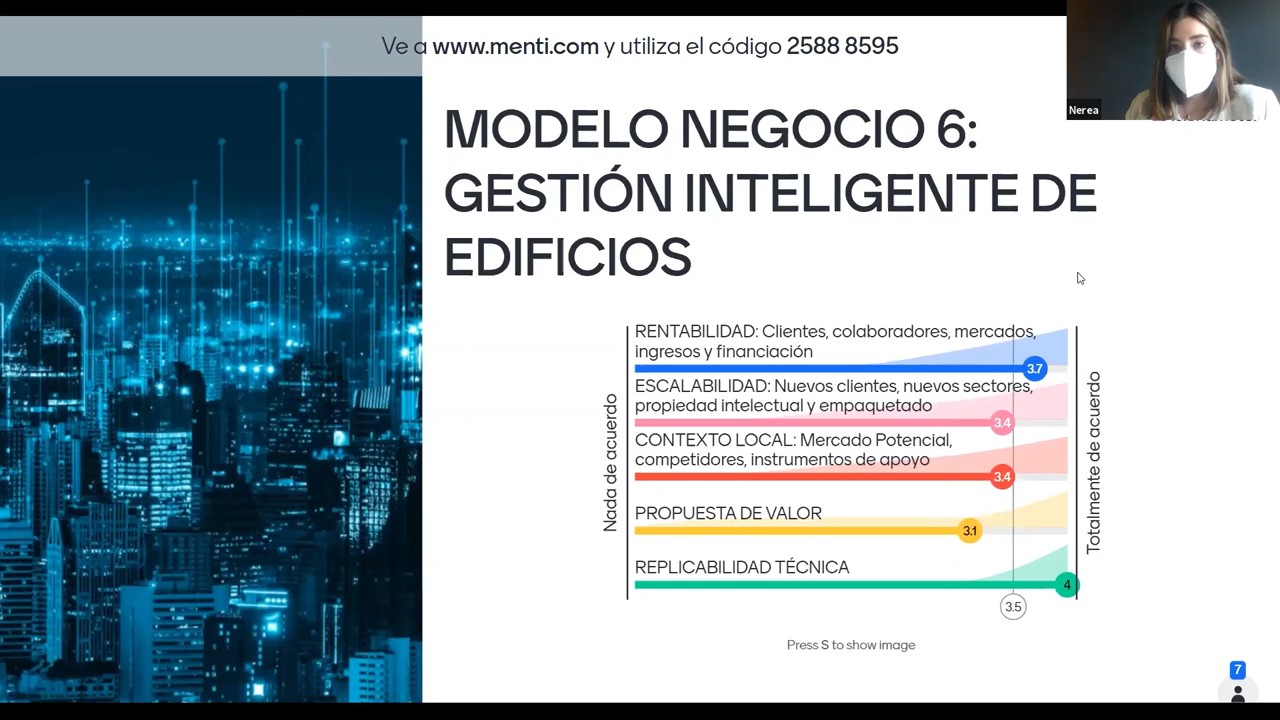 Ve a www.menti.com y utiliza el código 2588 8595
Nerea
MODELO NEGOCIO 6:
GESTIÓN INTELIGENTE DE
EDIFICIOS
Nada de acuerdo
RENTABILIDAD: Clientes, colaboradores, mercados,
ingresos y financiación
3.7
ESCALABILIDAD: Nuevos clientes, nuevos sectores,
propiedad intelectual y empaquetado
3.4
CONTEXTO LOCAL: Mercado Potencial,
competidores, instrumentos de apoyo
3.4
PROPUESTA DE VALOR
3.1
REPLICABILIDAD TÉCNICA
4
3.5
Totalmente de acuerdo
Press S to show image
7